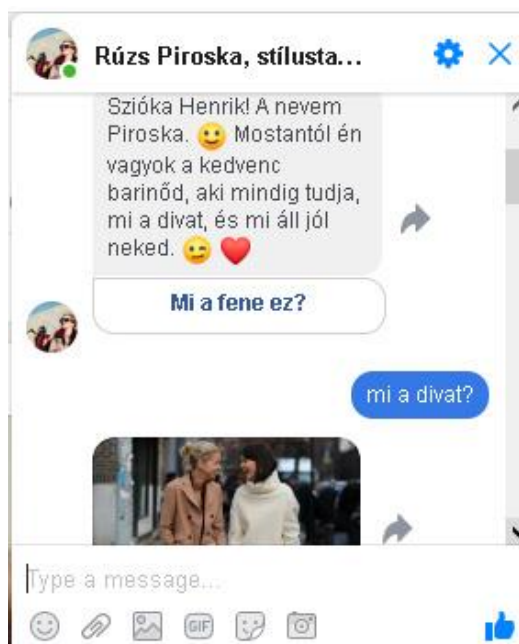 Rúzs Piroska, stílusta...
Szióka Henrik! A nevem
Piroska. 🙂 Mostantól én
vagyok a kedvenc
barinőd, aki mindig tudja,
mi a divat, és mi áll jól
neked. 😉 ❤️
Mi a fene ez?
mi a divat?
Type a message...
GIF